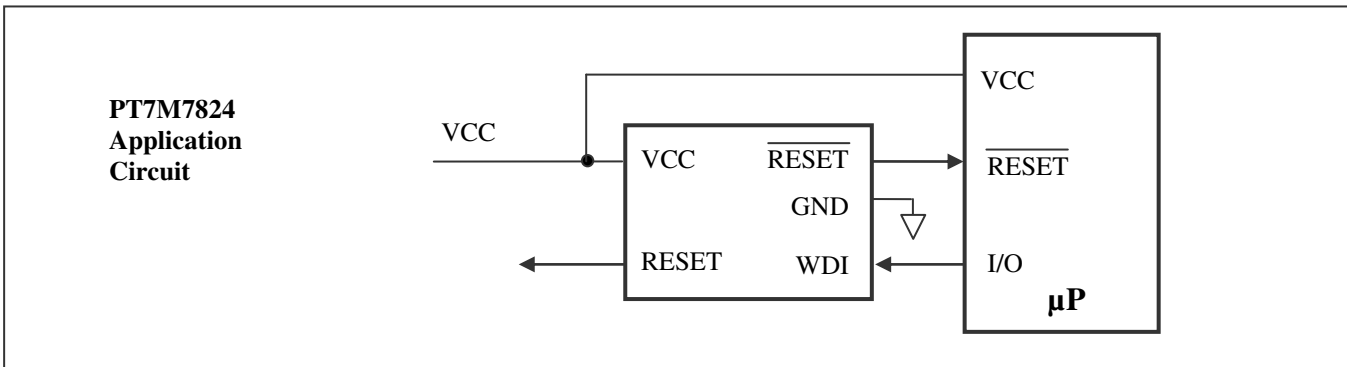 PT7M7824
Application
Circuit
VCC
VCC
RESET
GND
RESET
WDI
VCC
RESET
I/O
µP